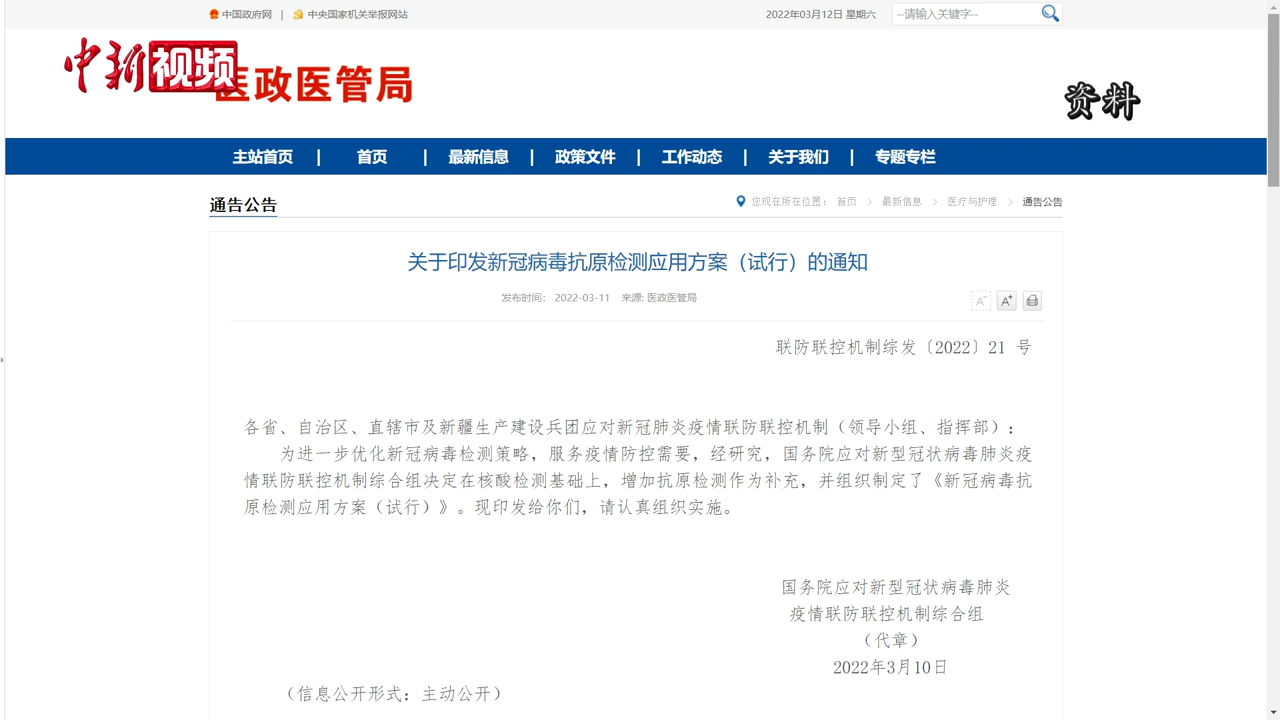 中国政府网 | 中央国家机关举报网站
2022年03月12日 星期六
--请输入关键字--
中新视频
医政医管局
资料
主站首页 | 首页 | 最新信息 | 政策文件 | 工作动态 | 关于我们 | 专题专栏
通告公告
您现在所在位置： 首页 > 最新信息 > 医疗与护理 > 通告公告
关于印发新冠病毒抗原检测应用方案（试行）的通知
发布时间： 2022-03-11 来源: 医政医管局
A- A+
联防联控机制综发〔2022〕21 号
各省、自治区、直辖市及新疆生产建设兵团应对新冠肺炎疫情联防联控机制（领导小组、指挥部）：
为进一步优化新冠病毒检测策略，服务疫情防控需要，经研究，国务院应对新型冠状病毒肺炎疫
情联防联控机制综合组决定在核酸检测基础上，增加抗原检测作为补充，并组织制定了《新冠病毒抗
原检测应用方案（试行）》。现印发给你们，请认真组织实施。
国务院应对新型冠状病毒肺炎
疫情联防联控机制综合组
（代章）
2022年3月10日
（信息公开形式：主动公开）